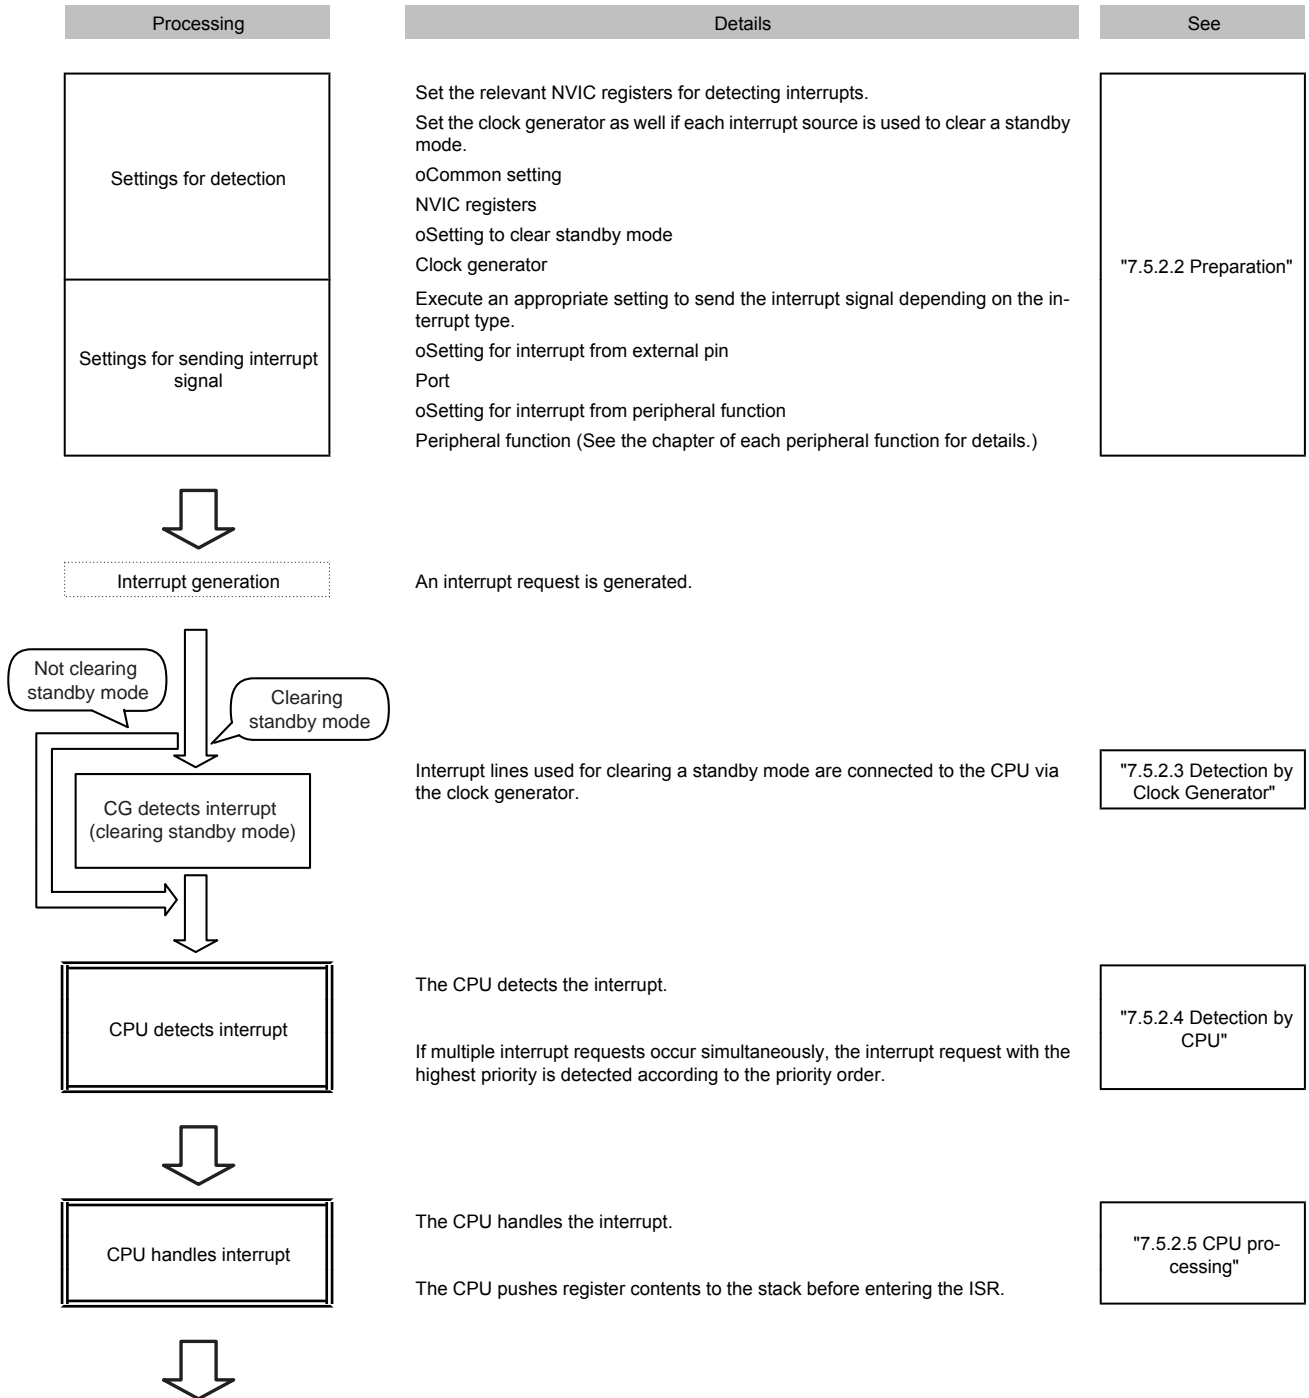 Processing
Details
See
Settings for detection
Set the relevant NVIC registers for detecting interrupts.
Set the clock generator as well if each interrupt source is used to clear a standby
mode.
oCommon setting
NVIC registers
oSetting to clear standby mode
Clock generator
"7.5.2.2 Preparation"
Settings for sending interrupt
signal
Execute an appropriate setting to send the interrupt signal depending on the in-
terrupt type.
oSetting for interrupt from external pin
Port
oSetting for interrupt from peripheral function
Peripheral function (See the chapter of each peripheral function for details.)
Interrupt generation
An interrupt request is generated.
Not clearing
standby mode
Clearing
standby mode
CG detects interrupt
(clearing standby mode)
Interrupt lines used for clearing a standby mode are connected to the CPU via
the clock generator.
"7.5.2.3 Detection by
Clock Generator"
CPU detects interrupt
The CPU detects the interrupt.
If multiple interrupt requests occur simultaneously, the interrupt request with the
highest priority is detected according to the priority order.
"7.5.2.4 Detection by
CPU"
CPU handles interrupt
The CPU handles the interrupt.
The CPU pushes register contents to the stack before entering the ISR.
"7.5.2.5 CPU pro-
cessing"